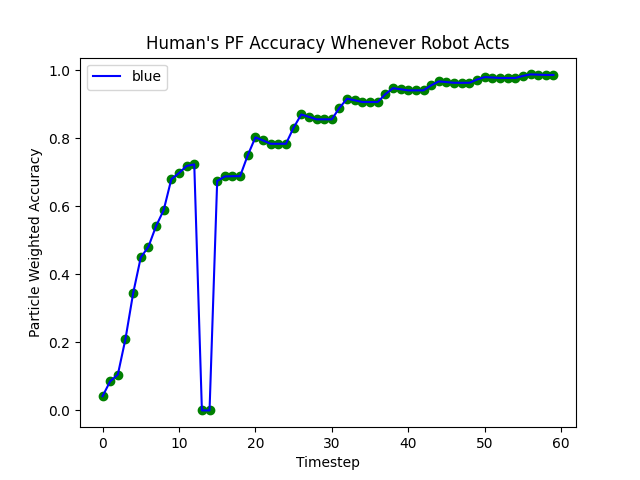 Human's PF Accuracy Whenever Robot Acts
blue
1.0
0.8
0.6
0.4
0.2
0.0
Particle Weighted Accuracy
0 10 20 30 40 50 60
Timestep